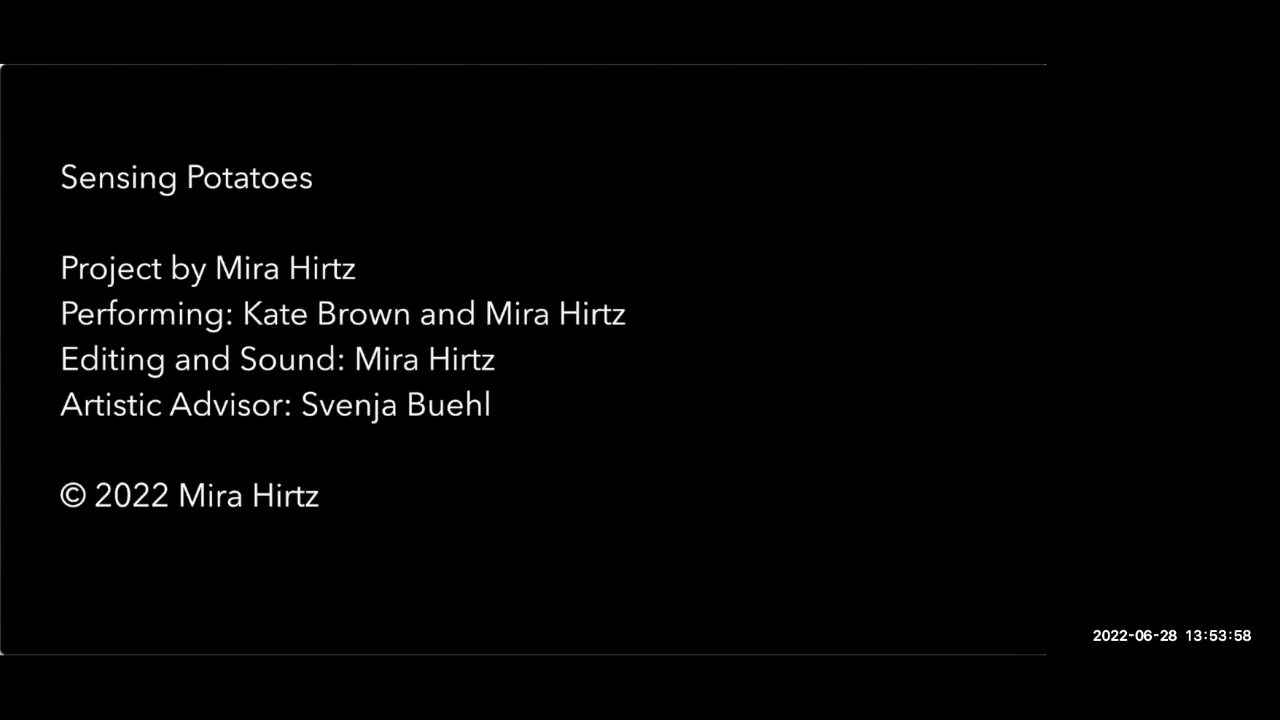 Sensing Potatoes
Project by Mira Hirtz
Performing: Kate Brown and Mira Hirtz
Editing and Sound: Mira Hirtz
Artistic Advisor: Svenja Buehl
© 2022 Mira Hirtz
2022-06-28 13:53:58